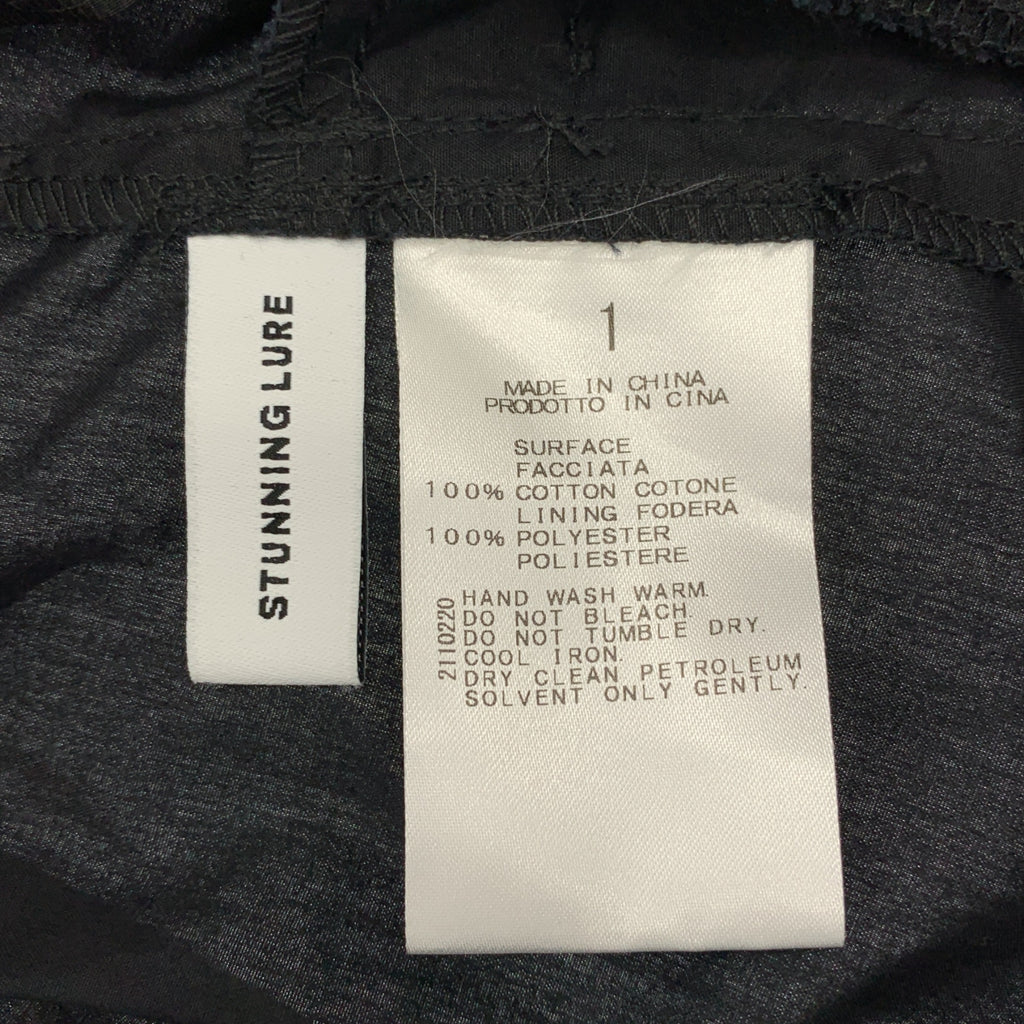 STUNNING LURE
1
MADE IN CHINA
PRODOTTO IN CINA
SURFACE
FACCIATA
100% COTTON COTONE
LINING FODERA
100% POLYESTER
POLIESTERE
HAND WASH WARM.
DO NOT BLEACH.
DO NOT TUMBLE DRY.
COOL IRON.
DRY CLEAN PETROLEUM
SOLVENT ONLY GENTLY.
2110220